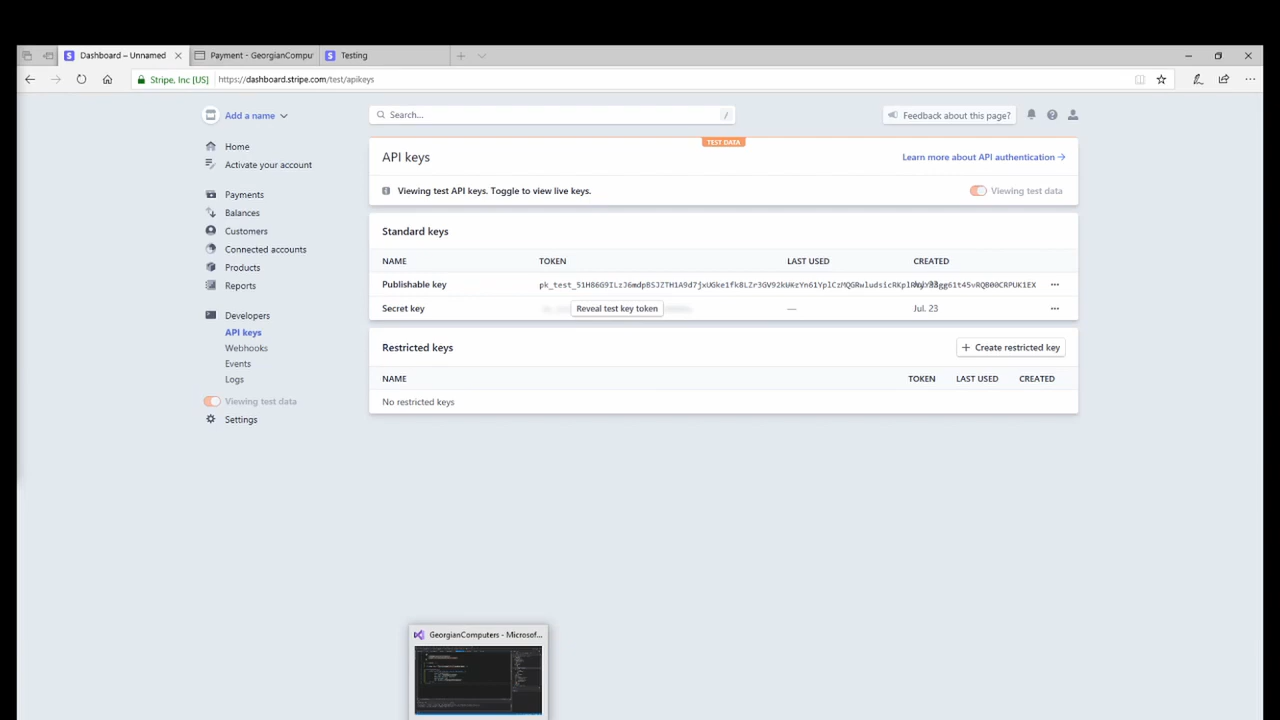 Dashboard – Unnamed
Payment - GeorgianComput
Testing
Stripe, Inc [US]
https://dashboard.stripe.com/test/apikeys
Add a name
Search...
/
Feedback about this page?
Home
Activate your account
Payments
Balances
Customers
Connected accounts
Products
Reports
Developers
API keys
Webhooks
Events
Logs
Viewing test data
Settings
TEST DATA
API keys
Learn more about API authentication
Viewing test API keys. Toggle to view live keys.
Viewing test data
Standard keys
NAME TOKEN LAST USED CREATED
Publishable key
Secret key Reveal test key token — Jul. 23
Restricted keys
Create restricted key
NAME TOKEN LAST USED CREATED
No restricted keys
GeorgianComputers - Microsof...